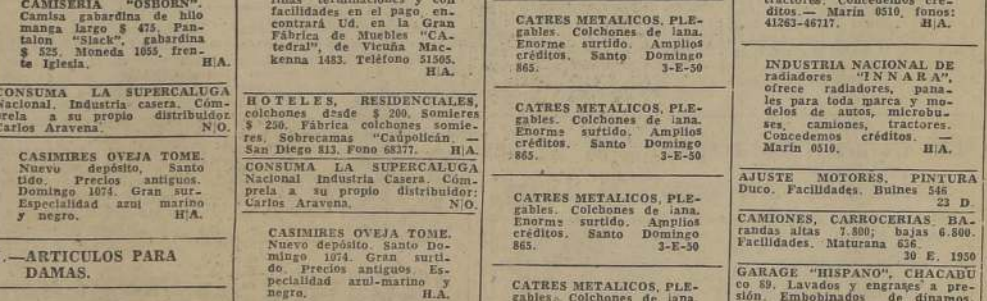 CAMISERIA "OSBORN".
Camisa gabardina de hilo
manga largo $ 475. Pan-
talon "Slack", gabardina
$ 525. Moneda 1055, fren-
te Iglesia. H|A.
CONSUMA LA SUPERCALUGA
Nacional. Industria casera. Cóm-
prela a su propio distribuidor
Carlos Aravena. N|O.
CASIMIRES OVEJA TOME.
Nuevo depósito, Santo
tido. Precios antiguos.
Domingo 1074. Gran sur-
Especialidad azul marino
y negro. H|A.
.—ARTICULOS PARA
DAMAS.
finas terminaciones y con
facilidades en el pago en-
contrará Ud. en la Gran
Fábrica de Muebles "CA-
tedral", de Vicuña Mac-
kenna 1483. Teléfono 51505.
H|A.
HOTELES, RESIDENCIALES,
colchones desde $ 200. Somieres
$ 250. Fábrica colchones somie-
res, Sobrecamas "Caupolicán —
San Diego 813. Fono 68377. H|A.
CONSUMA LA SUPERCALUGA
Nacional Industria Casera. Cóm-
prela a su propio distribuidor:
Carlos Aravena. N|O.
CASIMIRES OVEJA TOME.
Nuevo depósito. Santo Do-
mingo 1074. Gran surti-
do. Precios antiguos. Es-
pecialidad azul-marino y
negro. H.A.
CATRES METALICOS, PLE-
gables. Colchones de lana.
Enorme surtido. Amplios
créditos. Santo Domingo
865. 3-E-50
CATRES METALICOS, PLE-
gables. Colchones de lana.
Enorme surtido. Amplios
créditos. Santo Domingo
865. 3-E-50
CATRES METALICOS, PLE-
gables. Colchones de lana.
Enorme surtido. Amplios
créditos. Santo Domingo
865. 3-E-50
CATRES METALICOS, PLE-
gables. Colchones de lana.
tractores. Concedemos cré-
ditos. — Marín 0510, fonos:
41263-46717. H|A.
INDUSTRIA NACIONAL DE
radiadores "INNARA",
ofrece radiadores, pana-
les para toda marca y mo-
delos de autos, microbu-
ses, camiones, tractores.
Concedemos créditos. —
Marín 0510. H|A.
AJUSTE MOTORES, PINTURA
Duco. Facilidades. Bulnes 546
23 D.
CAMIONES, CARROCERIAS BA-
randas altas 7.800; bajas 6.800.
Facilidades. Maturana 636.
30 E. 1950
GARAGE "HISPANO", CHACABU
co 89. Lavados y engrases a pre-
sión. Embobinados de dinamos.